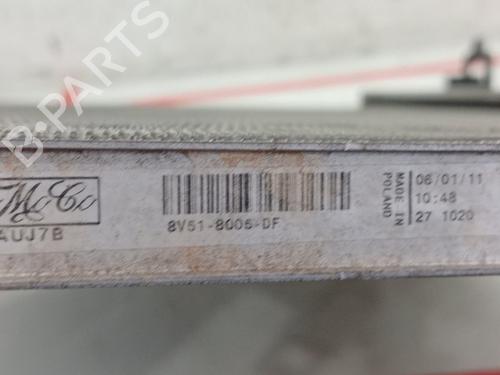 B-PARTS
MoCo
AUJ7B
8V51-8005-DF
MADE IN
POLAND
06/01/11
10:48
27 1020